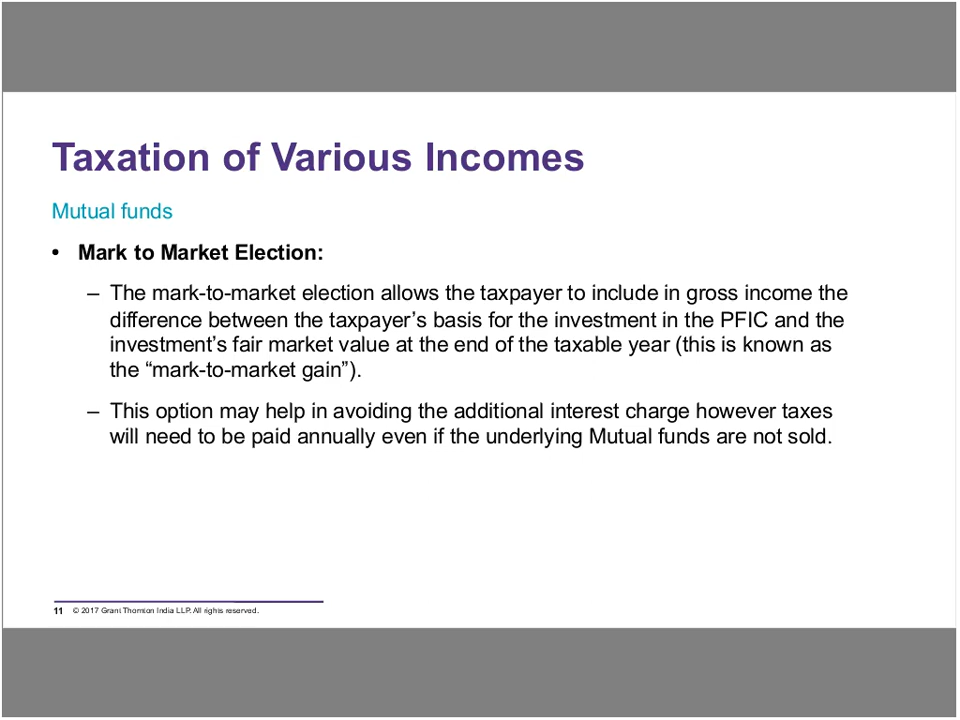 Taxation of Various Incomes
Mutual funds
• Mark to Market Election:
– The mark-to-market election allows the taxpayer to include in gross income the
difference between the taxpayer’s basis for the investment in the PFIC and the
investment’s fair market value at the end of the taxable year (this is known as
the “mark-to-market gain”).
– This option may help in avoiding the additional interest charge however taxes
will need to be paid annually even if the underlying Mutual funds are not sold.
11 © 2017 Grant Thornton India LLP. All rights reserved.